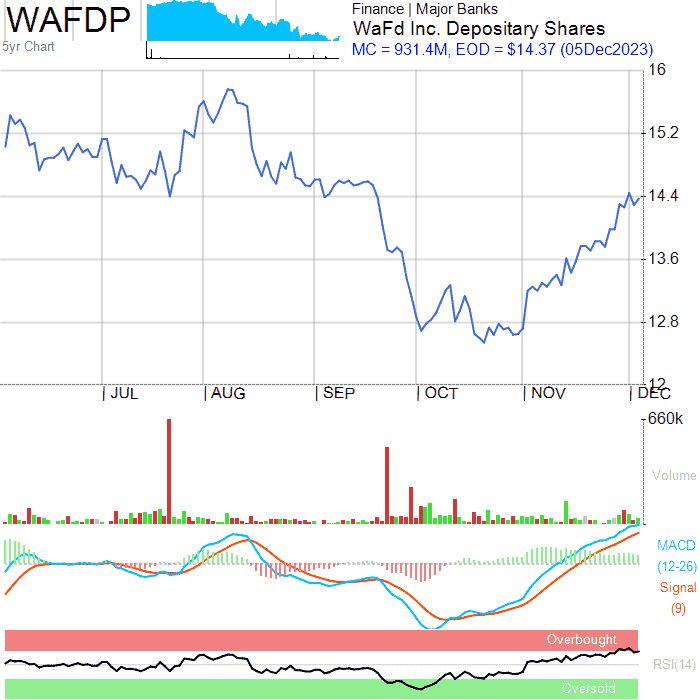 WAFDP
5yr Chart
Finance | Major Banks
WaFd Inc. Depositary Shares
MC = 931.4M, EOD = $14.37 (05Dec2023)
16
15.2
14.4
13.6
12.8
12
| JUL | AUG | SEP | OCT | NOV | DEC
660k
Volume
MACD
(12-26)
Signal
(9)
Overbought
RSI(14)
Oversold